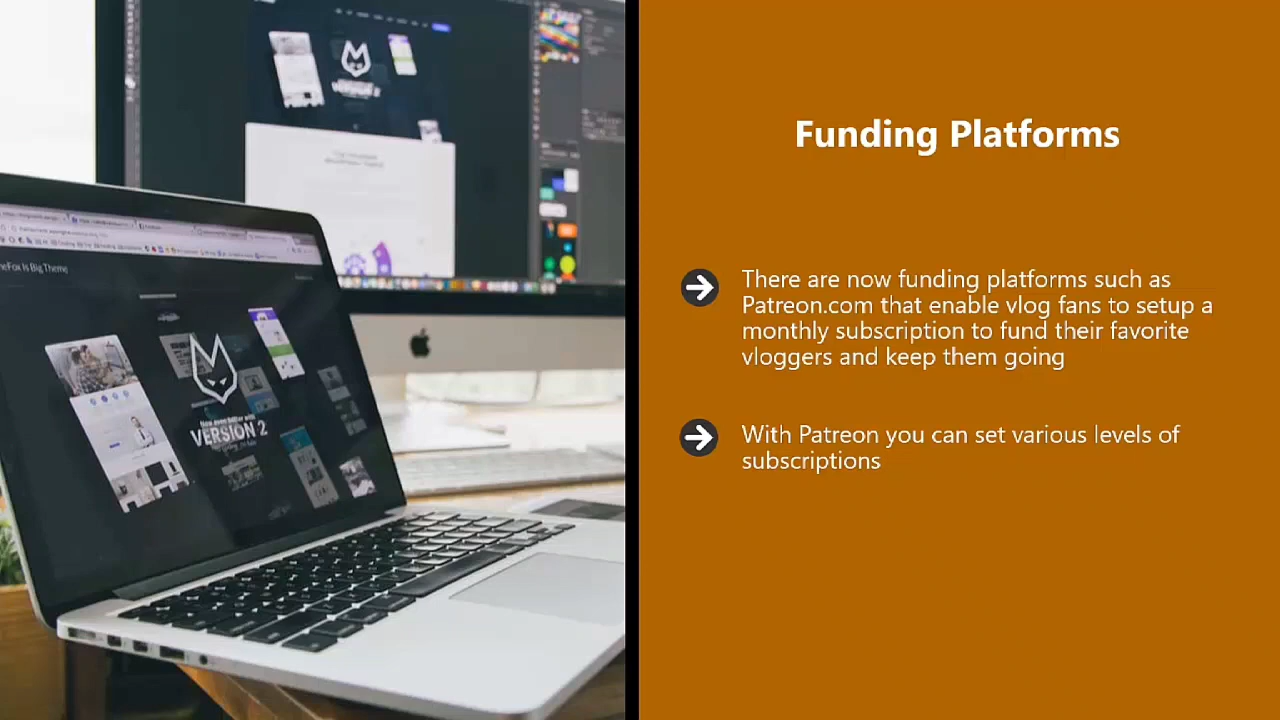 Funding Platforms
There are now funding platforms such as
Patreon.com that enable vlog fans to setup a
monthly subscription to fund their favorite
vloggers and keep them going
With Patreon you can set various levels of
subscriptions
VERSION 2